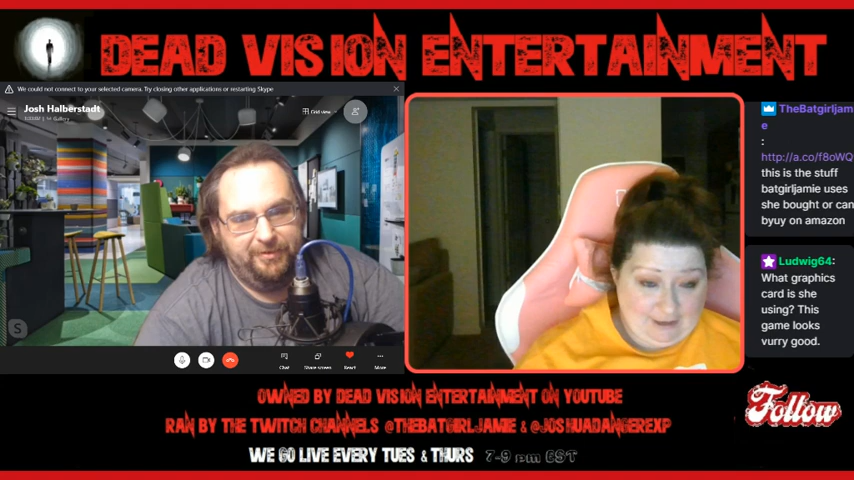 DEAD VISION ENTERTAINMENT
We could not connect to your selected camera. Try closing other applications or restarting Skype
Josh Halberstadt
Grid view
TheBatgirljam
e
:
http://a.co/f8oWQ
this is the stuff
batgirljamie uses
she bought or can
byuy on amazon
Ludwig64:
What graphics
card is she
using? This
game looks
vurry good.
S
Chat
Share screen
React
More
OWNED BY DEAD VISION ENTERTAINMENT ON YOUTUBE
RAN BY THE TWITCH CHANNELS @THEBATGIRLJAMIE & @JOSHUADANGEREXP
WE GO LIVE EVERY TUES & THURS 7-9 pm EST
Follow